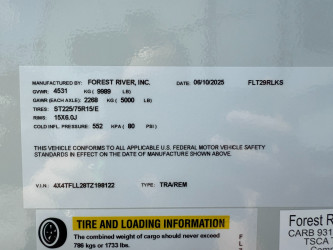 MANUFACTURED BY: FOREST RIVER, INC. DATE: 06/10/2025 FLT29RLKS
GVWR: 4531 KG ( 9989 LB)
GAWR (EACH AXLE): 2268 KG ( 5000 LB)
TIRES: ST225/75R15/E
RIMS: 15X6.0J
COLD INFL. PRESSURE: 552 KPA ( 80 PSI)
THIS VEHICLE CONFORMS TO ALL APPLICABLE U.S. FEDERAL MOTOR VEHICLE SAFETY
STANDARDS IN EFFECT ON THE DATE OF MANUFACTURE SHOWN ABOVE.
V.I.N.: 4X4TFLL28TZ198122 TYPE: TRA/REM
TIRE AND LOADING INFORMATION
The combined weight of cargo should never exceed
786 kgs or 1733 lbs.
F
L
Forest R
CARB 931
TSCA
Com